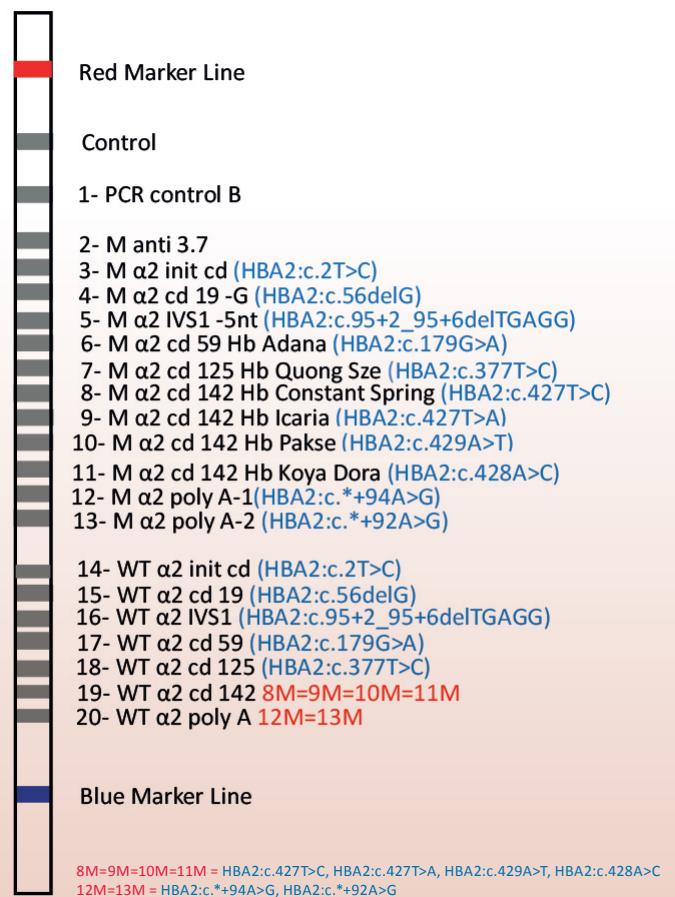 Red Marker Line
Control
1- PCR control B
2- M anti 3.7
3- M α2 init cd (HBA2:c.2T>C)
4- M α2 cd 19 -G (HBA2:c.56delG)
5- M α2 IVS1 -5nt (HBA2:c.95+2_95+6delTGAGG)
6- M α2 cd 59 Hb Adana (HBA2:c.179G>A)
7- M α2 cd 125 Hb Quong Sze (HBA2:c.377T>C)
8- M α2 cd 142 Hb Constant Spring (HBA2:c.427T>C)
9- M α2 cd 142 Hb Icaria (HBA2:c.427T>A)
10- M α2 cd 142 Hb Pakse (HBA2:c.429A>T)
11- M α2 cd 142 Hb Koya Dora (HBA2:c.428A>C)
12- M α2 poly A-1(HBA2:c.*+94A>G)
13- M α2 poly A-2 (HBA2:c.*+92A>G)
14- WT α2 init cd (HBA2:c.2T>C)
15- WT α2 cd 19 (HBA2:c.56delG)
16- WT α2 IVS1 (HBA2:c.95+2_95+6delTGAGG)
17- WT α2 cd 59 (HBA2:c.179G>A)
18- WT α2 cd 125 (HBA2:c.377T>C)
19- WT α2 cd 142 8M=9M=10M=11M
20- WT α2 poly A 12M=13M
Blue Marker Line
8M=9M=10M=11M = HBA2:c.427T>C, HBA2:c.427T>A, HBA2:c.429A>T, HBA2:c.428A>C
12M=13M = HBA2:c.*+94A>G, HBA2:c.*+92A>G